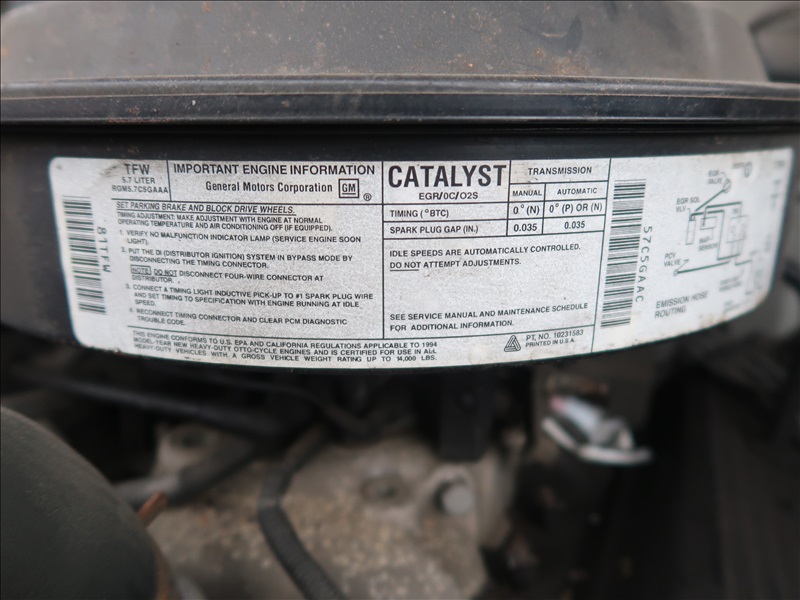 TFW
5.7 LITER
RGM5.7C5GAAA
81TFW
IMPORTANT ENGINE INFORMATION
General Motors Corporation GM ®
SET PARKING BRAKE AND BLOCK DRIVE WHEELS.
TIMING ADJUSTMENT: MAKE ADJUSTMENT WITH ENGINE AT NORMAL
OPERATING TEMPERATURE AND AIR CONDITIONING OFF (IF EQUIPPED).
1. VERIFY NO MALFUNCTION INDICATOR LAMP (SERVICE ENGINE SOON
LIGHT).
2. PUT THE DI (DISTRIBUTOR IGNITION) SYSTEM IN BYPASS MODE BY
DISCONNECTING THE TIMING CONNECTOR.
NOTE: DO NOT DISCONNECT FOUR-WIRE CONNECTOR AT
DISTRIBUTOR.
3. CONNECT A TIMING LIGHT INDUCTIVE PICK-UP TO #1 SPARK PLUG WIRE
AND SET TIMING TO SPECIFICATION WITH ENGINE RUNNING AT IDLE
SPEED.
4. RECONNECT TIMING CONNECTOR AND CLEAR PCM DIAGNOSTIC
TROUBLE CODE.
THIS ENGINE CONFORMS TO U.S. EPA AND CALIFORNIA REGULATIONS APPLICABLE TO 1994
MODEL-YEAR NEW HEAVY-DUTY OTTO-CYCLE ENGINES AND IS CERTIFIED FOR USE IN ALL
HEAVY-DUTY VEHICLES WITH A GROSS VEHICLE WEIGHT RATING UP TO 14,000 LBS.
CATALYST
EGR/OC/O2S
TRANSMISSION
MANUAL AUTOMATIC
TIMING (°BTC) 0° (N) 0° (P) OR (N)
SPARK PLUG GAP (IN.) 0.035 0.035
IDLE SPEEDS ARE AUTOMATICALLY CONTROLLED.
DO NOT ATTEMPT ADJUSTMENTS.
SEE SERVICE MANUAL AND MAINTENANCE SCHEDULE
FOR ADDITIONAL INFORMATION.
PT. NO. 10231583
PRINTED IN U.S.A.
57C5GAAC
EGR
VALVE
EGR SOL
VLV
MAP
SENSOR
PCV
VALVE
EMISSION HOSE
ROUTING